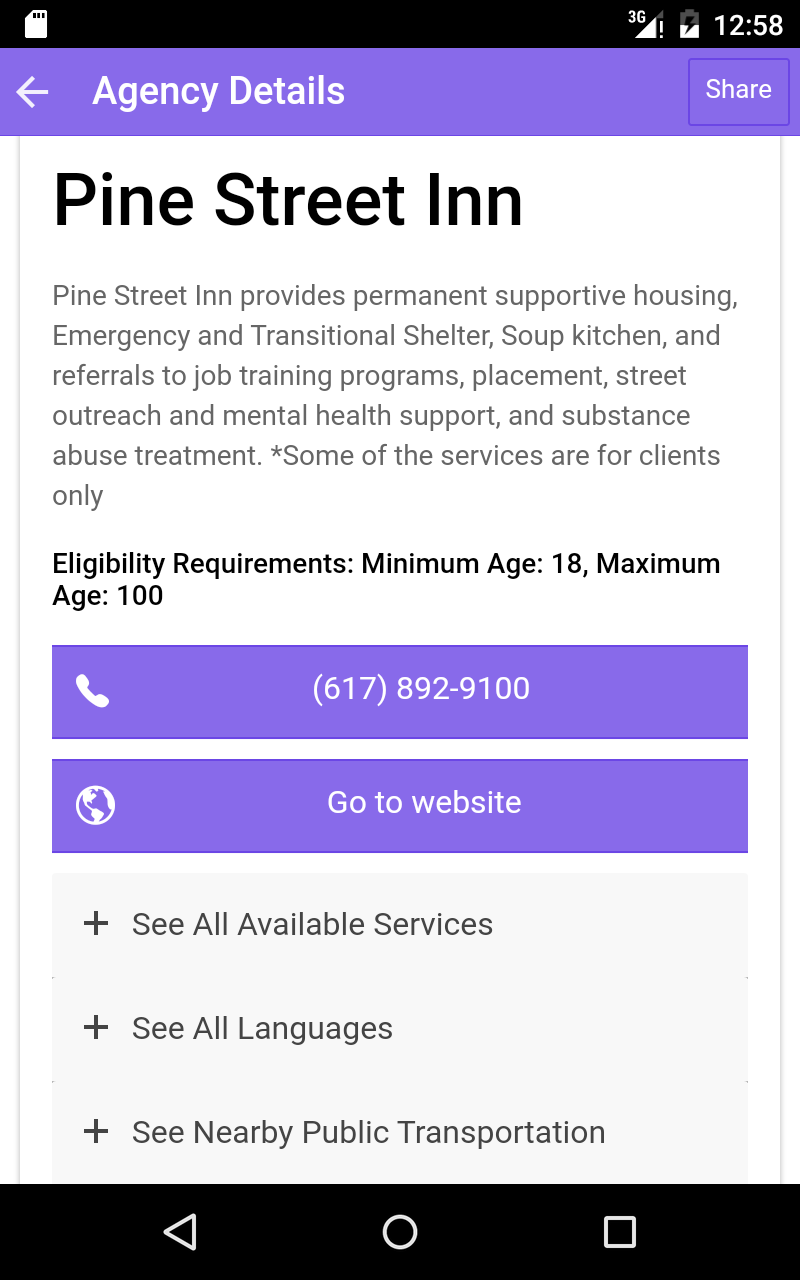 3G
12:58
Agency Details
Share
Pine Street Inn
Pine Street Inn provides permanent supportive housing,
Emergency and Transitional Shelter, Soup kitchen, and
referrals to job training programs, placement, street
outreach and mental health support, and substance
abuse treatment. *Some of the services are for clients
only
Eligibility Requirements: Minimum Age: 18, Maximum
Age: 100
(617) 892-9100
Go to website
See All Available Services
See All Languages
See Nearby Public Transportation